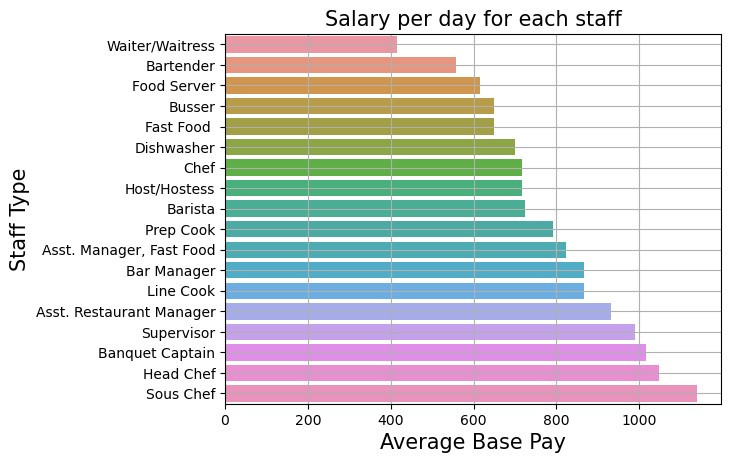 Salary per day for each staff
Staff Type
Waiter/Waitress
Bartender
Food Server
Busser
Fast Food
Dishwasher
Chef
Host/Hostess
Barista
Prep Cook
Asst. Manager, Fast Food
Bar Manager
Line Cook
Asst. Restaurant Manager
Supervisor
Banquet Captain
Head Chef
Sous Chef
0 200 400 600 800 1000
Average Base Pay